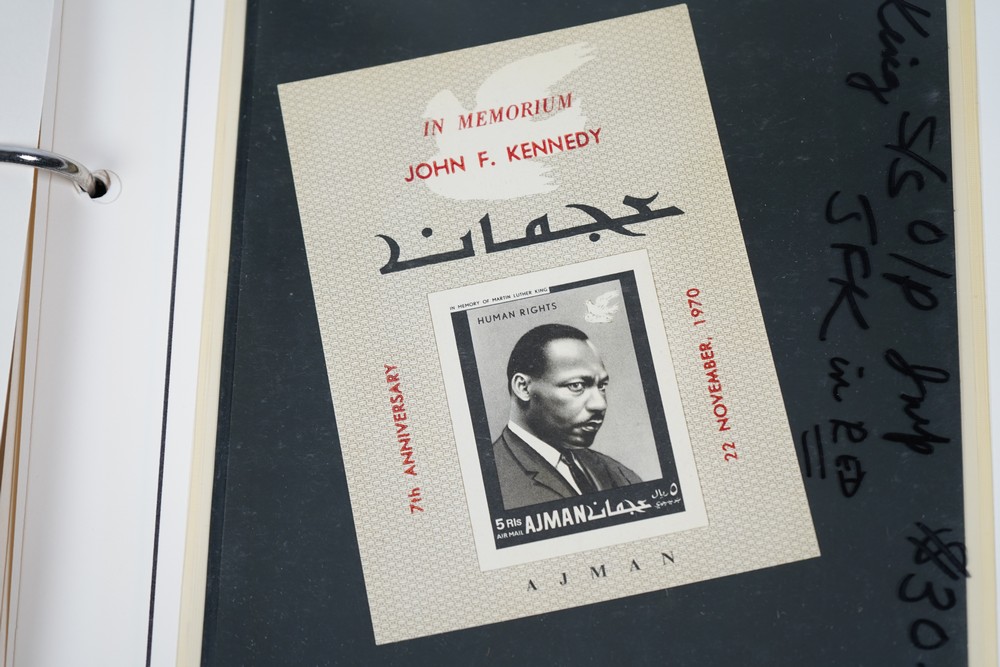 IN MEMORIUM
JOHN F. KENNEDY
عجمان
IN MEMORY OF MARTIN LUTHER KING
HUMAN RIGHTS
7th ANNIVERSARY
22 NOVEMBER, 1970
5 Rls AJMAN عجمان ٥ ريال
AIR MAIL
AJMAN
King S/S O/P
JFK in RED
$30